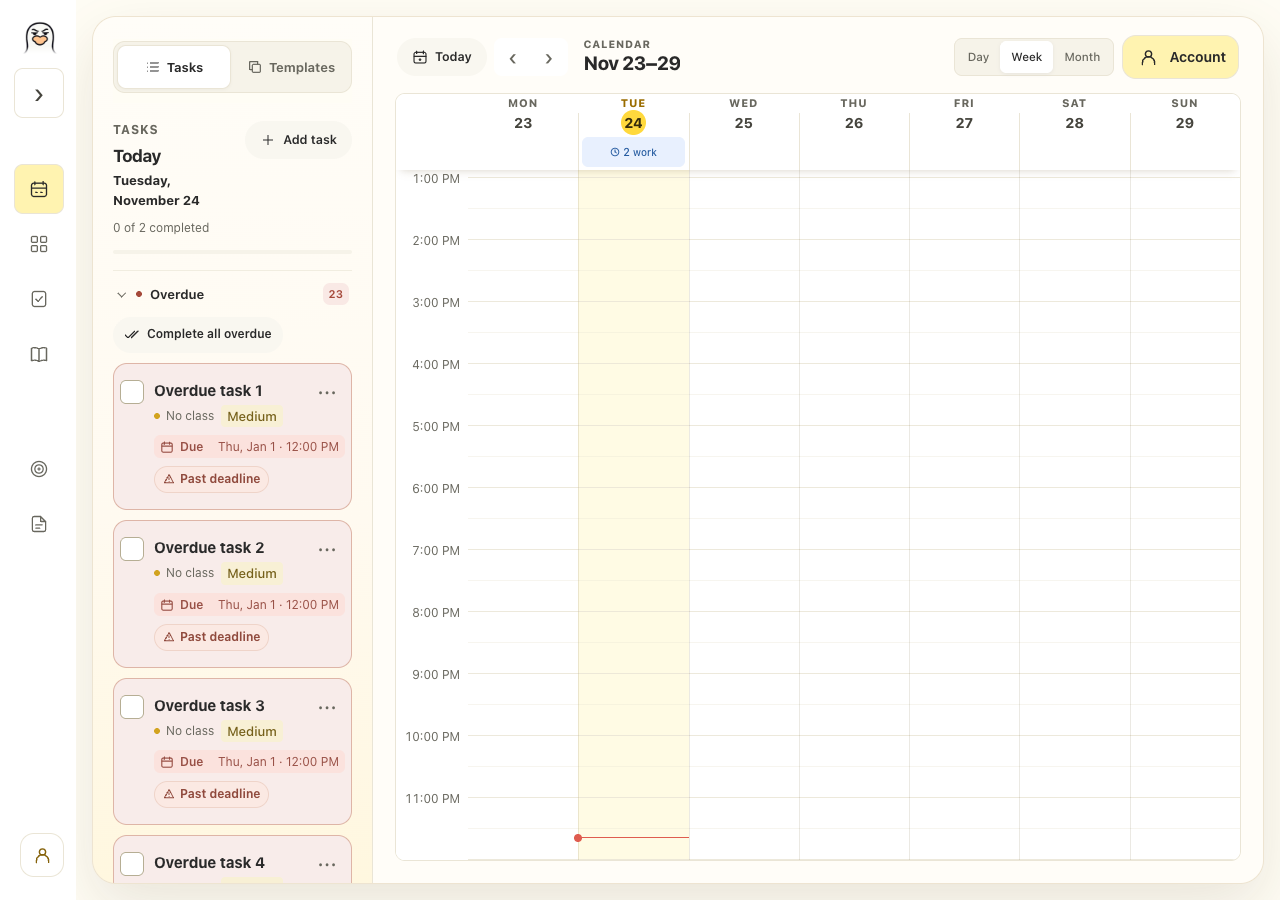 Tasks
Templates
TASKS
Today
Tuesday,
November 24
0 of 2 completed
Add task
Overdue
23
Complete all overdue
Overdue task 1
No class
Medium
Due
Thu, Jan 1 · 12:00 PM
Past deadline
Overdue task 2
No class
Medium
Due
Thu, Jan 1 · 12:00 PM
Past deadline
Overdue task 3
No class
Medium
Due
Thu, Jan 1 · 12:00 PM
Past deadline
Overdue task 4
Today
CALENDAR
Nov 23–29
Day
Week
Month
Account
MON
23
TUE
24
2 work
WED
25
THU
26
FRI
27
SAT
28
SUN
29
1:00 PM
2:00 PM
3:00 PM
4:00 PM
5:00 PM
6:00 PM
7:00 PM
8:00 PM
9:00 PM
10:00 PM
11:00 PM